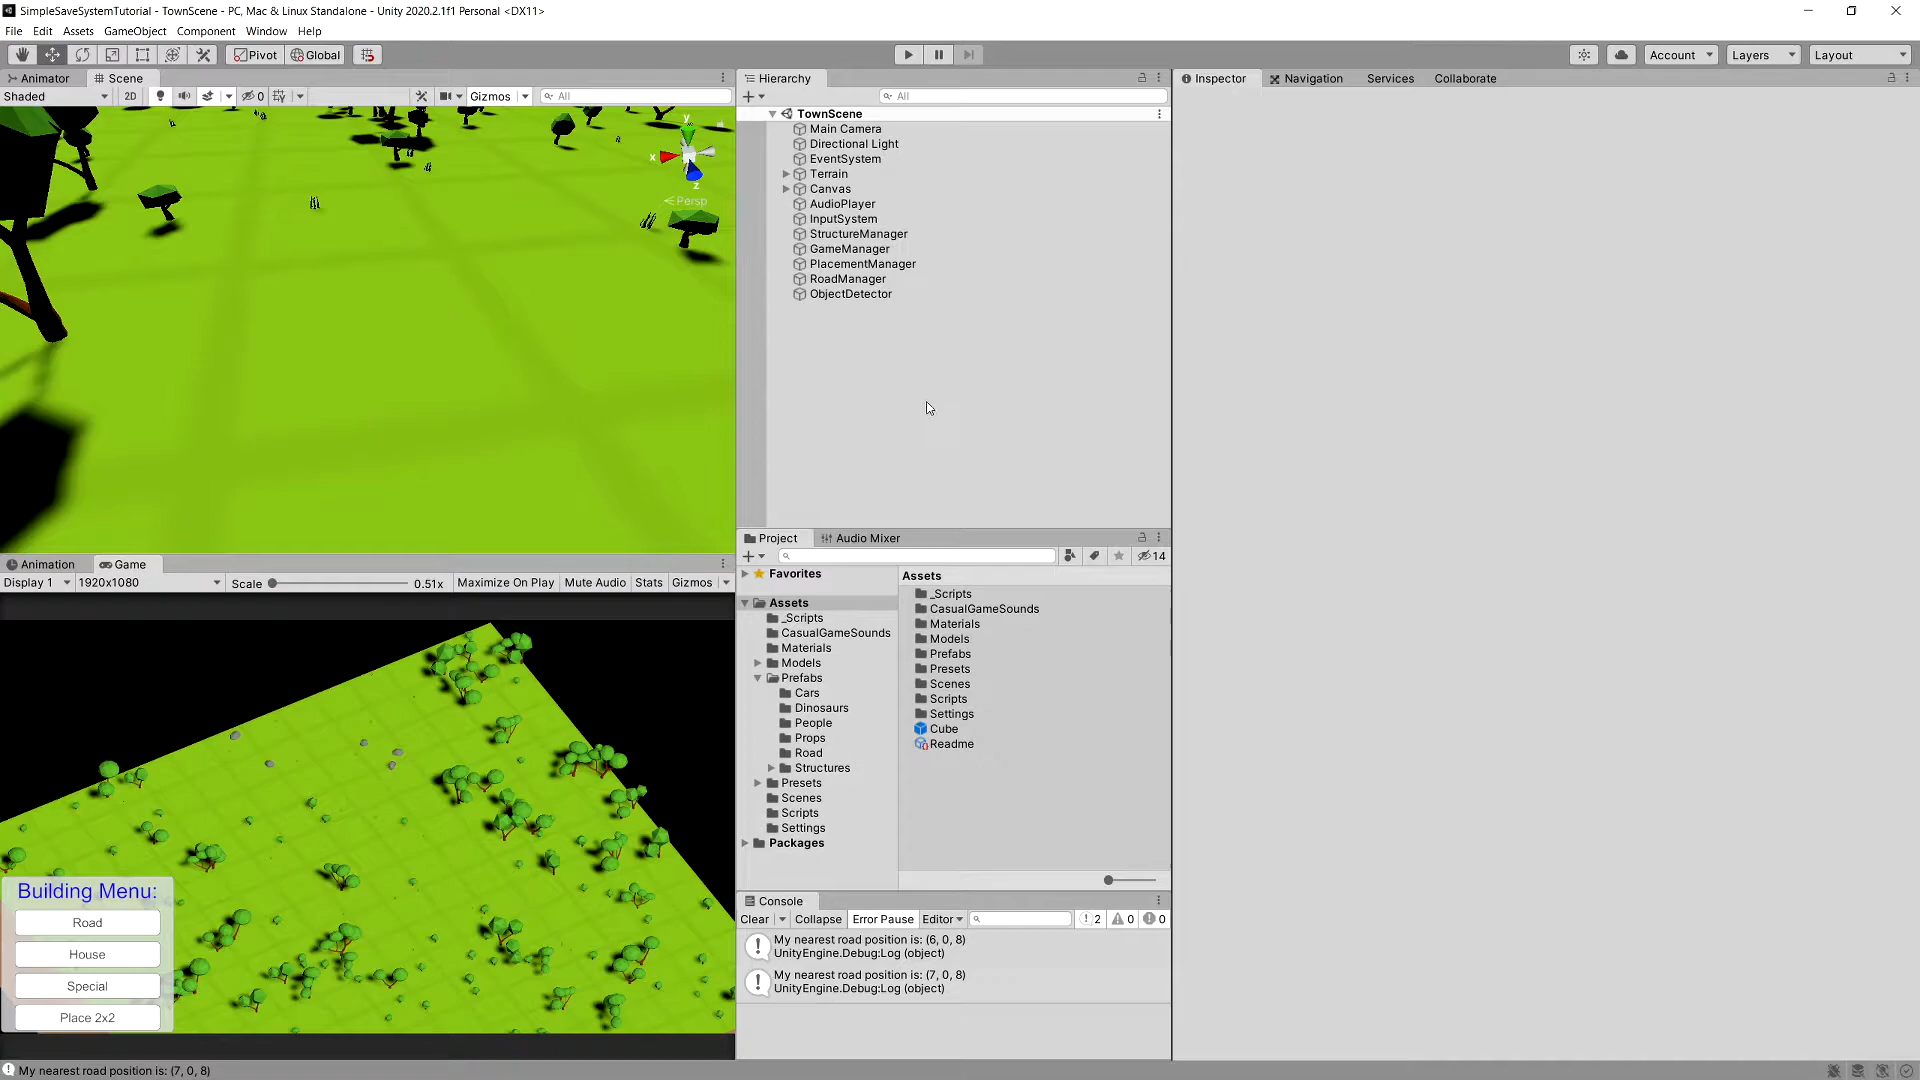 SimpleSaveSystemTutorial - TownScene - PC, Mac & Linux Standalone - Unity 2020.2.1f1 Personal <DX11>
File Edit Assets GameObject Component Window Help
Pivot Global Account Layers Layout
Animator Scene
Shaded 2D 0 Gizmos All
y
x
z
Persp
Animation Game
Display 1 1920x1080 Scale 0.51x Maximize On Play Mute Audio Stats Gizmos
Building Menu:
Road
House
Special
Place 2x2
Hierarchy
All
TownScene
Main Camera
Directional Light
EventSystem
Terrain
Canvas
AudioPlayer
InputSystem
StructureManager
GameManager
PlacementManager
RoadManager
ObjectDetector
Project Audio Mixer
14
Favorites
Assets
_Scripts
CasualGameSounds
Materials
Models
Prefabs
Cars
Dinosaurs
People
Props
Road
Structures
Presets
Scenes
Scripts
Settings
Packages
Assets
_Scripts
CasualGameSounds
Materials
Models
Prefabs
Presets
Scenes
Scripts
Settings
Cube
Readme
Console
Clear Collapse Error Pause Editor 2 0 0
My nearest road position is: (6, 0, 8)
UnityEngine.Debug:Log (object)
My nearest road position is: (7, 0, 8)
UnityEngine.Debug:Log (object)
Inspector Navigation Services Collaborate
My nearest road position is: (7, 0, 8)